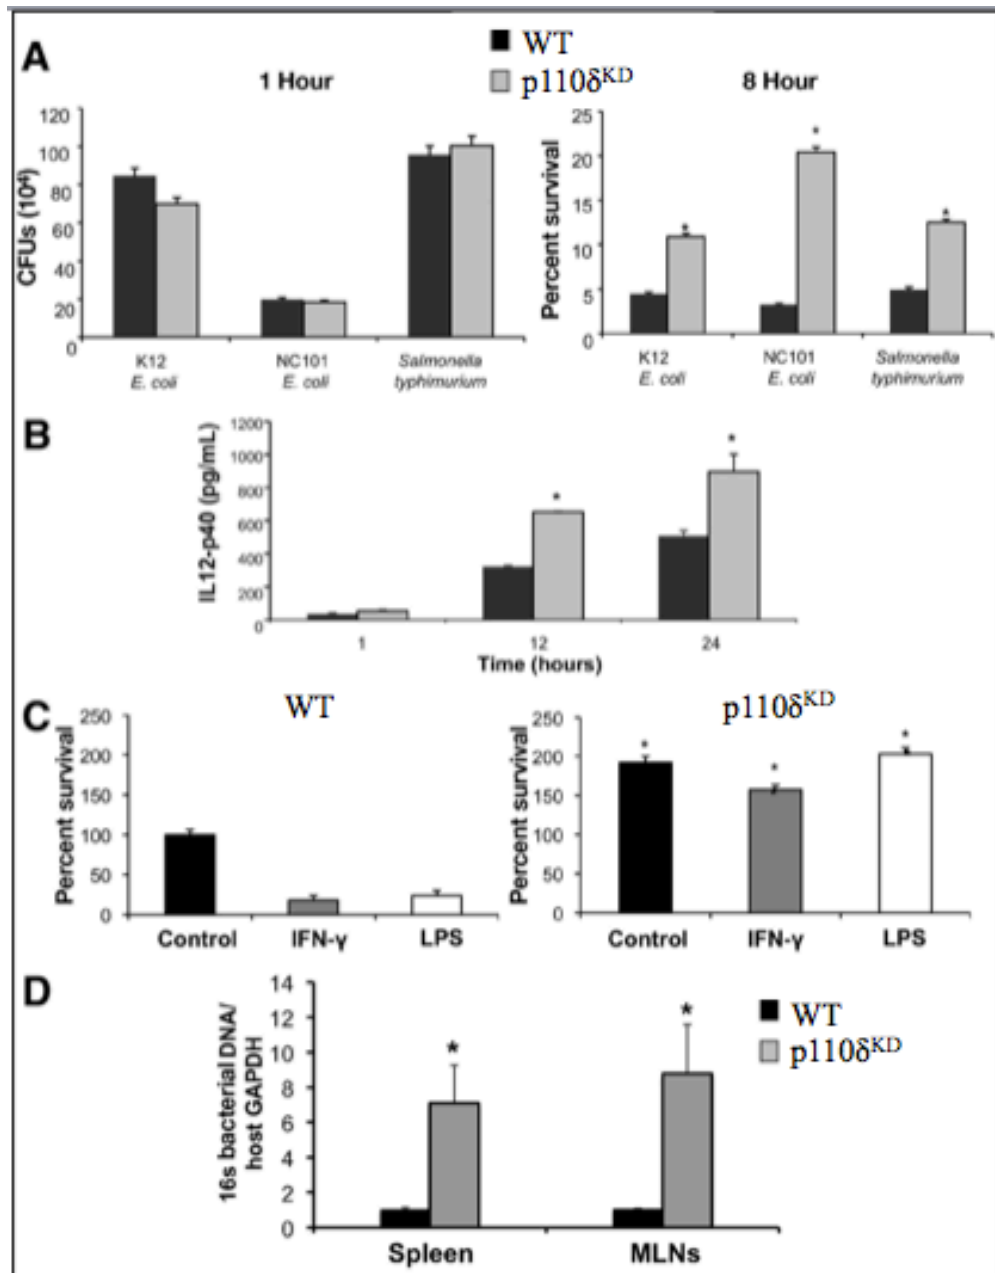 A
WT
p110δKD
1 Hour
8 Hour
CFUs (10⁴)
120
100
80
60
40
20
0
K12
E. coli
NC101
E. coli
Salmonella
typhimurium
Percent survival
25
20
15
10
5
0
*
*
*
K12
E. coli
NC101
E. coli
Salmonella
typhimurium
B
IL12-p40 (pg/mL)
1200
1000
800
600
400
200
0
*
*
1
12
24
Time (hours)
C
WT
Percent survival
250
200
150
100
50
0
Control
IFN-γ
LPS
p110δKD
Percent survival
250
200
150
100
50
0
*
*
*
Control
IFN-γ
LPS
D
16s bacterial DNA/
host GAPDH
14
12
10
8
6
4
2
0
*
*
Spleen
MLNs
WT
p110δKD